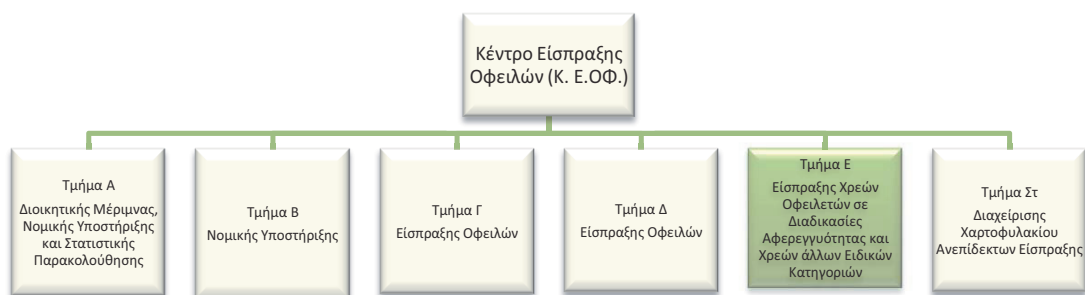 Κέντρο Είσπραξης
Οφειλών (Κ. Ε.ΟΦ.)
Τμήμα Α
Διοικητικής Μέριμνας,
Νομικής Υποστήριξης
και Στατιστικής
Παρακολούθησης
Τμήμα Β
Νομικής Υποστήριξης
Τμήμα Γ
Είσπραξης Οφειλών
Τμήμα Δ
Είσπραξης Οφειλών
Τμήμα Ε
Είσπραξης Χρεών
Οφειλετών σε
Διαδικασίες
Αφερεγγυότητας και
Χρεών άλλων Ειδικών
Κατηγοριών
Τμήμα Στ
Διαχείρισης
Χαρτοφυλακίου
Ανεπίδεκτων Είσπραξης